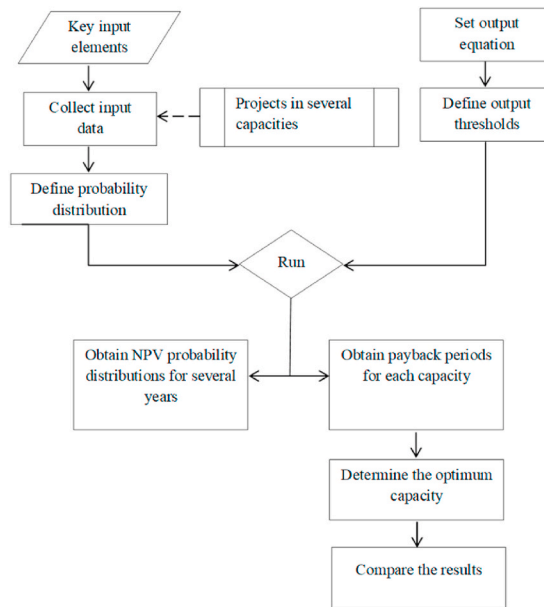 Key input
elements
Set output
equation
Collect input
data
Projects in several
capacities
Define output
thresholds
Define probability
distribution
Run
Obtain NPV probability
distributions for several
years
Obtain payback periods
for each capacity
Determine the optimum
capacity
Compare the results